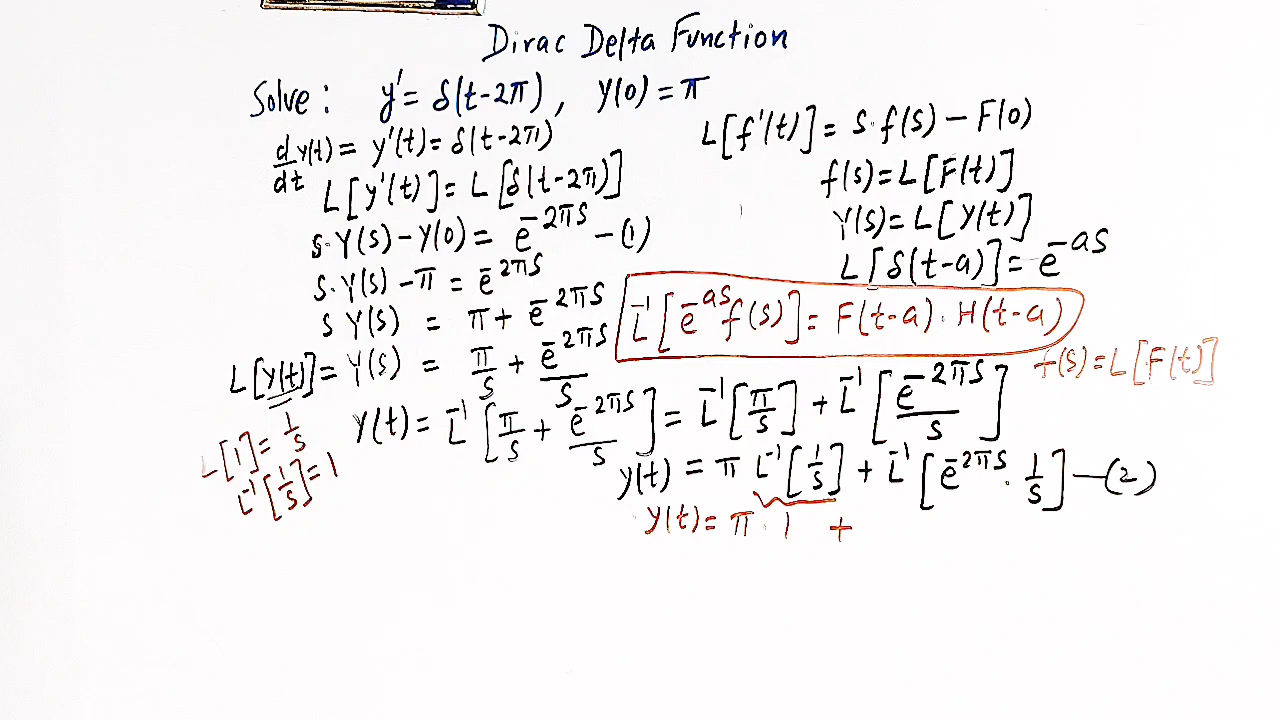 Dirac Delta Function
Solve: y' = δ(t-2π), y(0) = π
d/dt y(t) = y'(t) = δ(t-2π)
L[y'(t)] = L[δ(t-2π)]
s·Y(s) - y(0) = e^-2πs - (1)
s·Y(s) - π = e^-2πs
s Y(s) = π + e^-2πs
L[y(t)] = Y(s) = π/s + e^-2πs/s
L[1] = 1/s
L^-1[1/s] = 1
L[f'(t)] = s·f(s) - F(0)
f(s) = L[F(t)]
Y(s) = L[y(t)]
L[δ(t-a)] = e^-as
L^-1[e^-as f(s)] = F(t-a)·H(t-a)
f(s) = L[F(t)]
y(t) = L^-1[π/s + e^-2πs/s] = L^-1[π/s] + L^-1[e^-2πs/s]
y(t) = π L^-1[1/s] + L^-1[e^-2πs · 1/s] - (2)
y(t) = π · 1 +